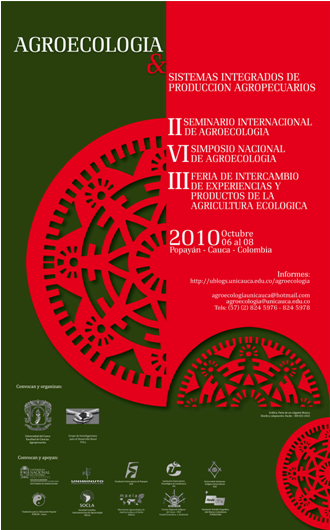 AGROECOLOGIA
&
SISTEMAS INTEGRADOS DE
PRODUCCION AGROPECUARIOS
II SEMINARIO INTERNACIONAL
DE AGROECOLOGIA
VI SIMPOSIO NACIONAL
DE AGROECOLOGIA
III FERIA DE INTERCAMBIO
DE EXPERIENCIAS Y
PRODUCTOS DE LA
AGRICULTURA ECOLOGICA
2010 Octubre
06 al 08
Popayán - Cauca - Colombia
Informes:
http://ublogs.unicauca.edu.co/agroecologia
agroecologiaunicauca@hotmail.com
agroecologia@unicauca.edu.co
Tels: (57) (2) 824 5976 - 824 5978
Convocan y organizan:
Convocan y apoyan:
UNIMINUTO
SOCLA